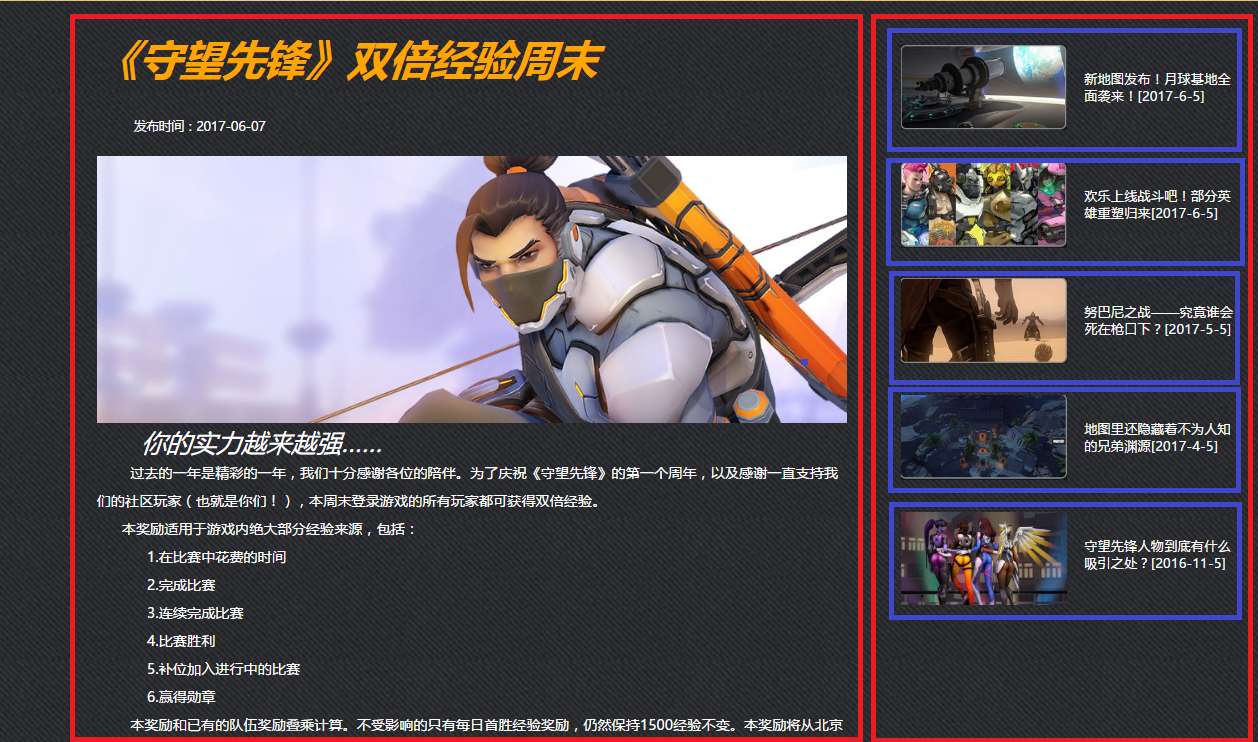 《守望先锋》双倍经验周末
发布时间：2017-06-07
你的实力越来越强......
过去的一年是精彩的一年，我们十分感谢各位的陪伴。为了庆祝《守望先锋》的第一个周年，以及感谢一直支持我
们的社区玩家（也就是你们！），本周末登录游戏的所有玩家都可获得双倍经验。
本奖励适用于游戏内绝大部分经验来源，包括：
1.在比赛中花费的时间
2.完成比赛
3.连续完成比赛
4.比赛胜利
5.补位加入进行中的比赛
6.赢得勋章
本奖励和已有的队伍奖励叠乘计算。不受影响的只有每日首胜经验奖励，仍然保持1500经验不变。本奖励将从北京
新地图发布！月球基地全
面袭来！[2017-6-5]
欢乐上线战斗吧！部分英
雄重塑归来[2017-6-5]
努巴尼之战——究竟谁会
死在枪口下？[2017-5-5]
地图里还隐藏着不为人知
的兄弟渊源[2017-4-5]
守望先锋人物到底有什么
吸引之处？[2016-11-5]